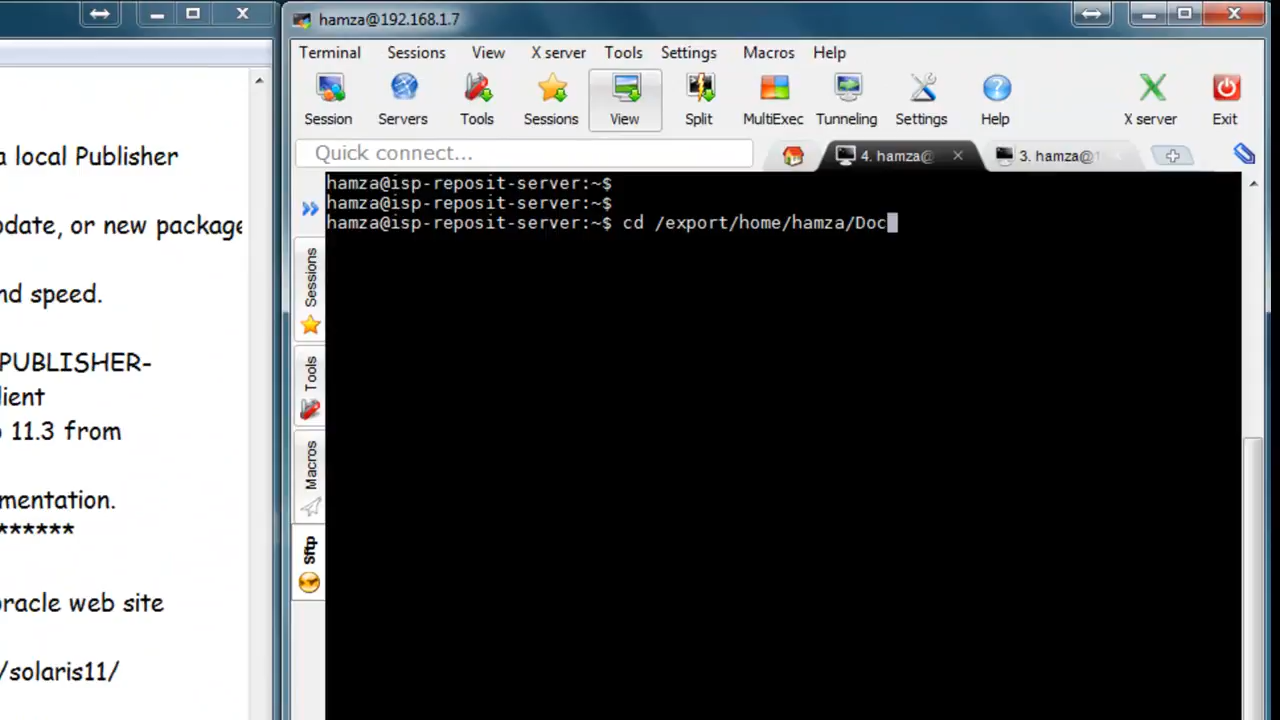 a local Publisher
odate, or new package
nd speed.
PUBLISHER-
lient
11.3 from
mentation.
*******
oracle web site
/solaris11/
hamza@192.168.1.7
Terminal Sessions View X server Tools Settings Macros Help
Session Servers Tools Sessions View Split MultiExec Tunneling Settings Help X server Exit
Quick connect...
4. hamza@
3. hamza@1
hamza@isp-reposit-server:~$
hamza@isp-reposit-server:~$
hamza@isp-reposit-server:~$ cd /export/home/hamza/Doc
Sessions
Tools
Macros
Sftp